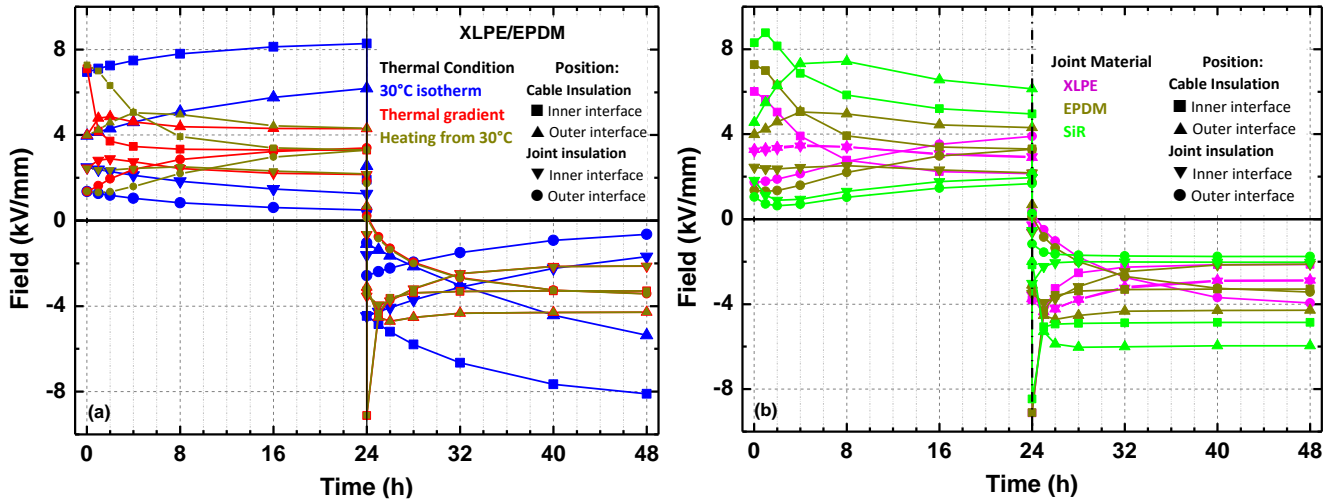 XLPE/EPDM
Thermal Condition
30°C isotherm
Thermal gradient
Heating from 30°C
Position:
Cable Insulation
Inner interface
Outer interface
Joint insulation
Inner interface
Outer interface
8
4
0
-4
-8
Field (kV/mm)
(a)
0 8 16 24 32 40 48
Time (h)
Joint Material
XLPE
EPDM
SiR
Position:
Cable Insulation
Inner interface
Outer interface
Joint insulation
Inner interface
Outer interface
8
4
0
-4
-8
Field (kV/mm)
(b)
0 8 16 24 32 40 48
Time (h)